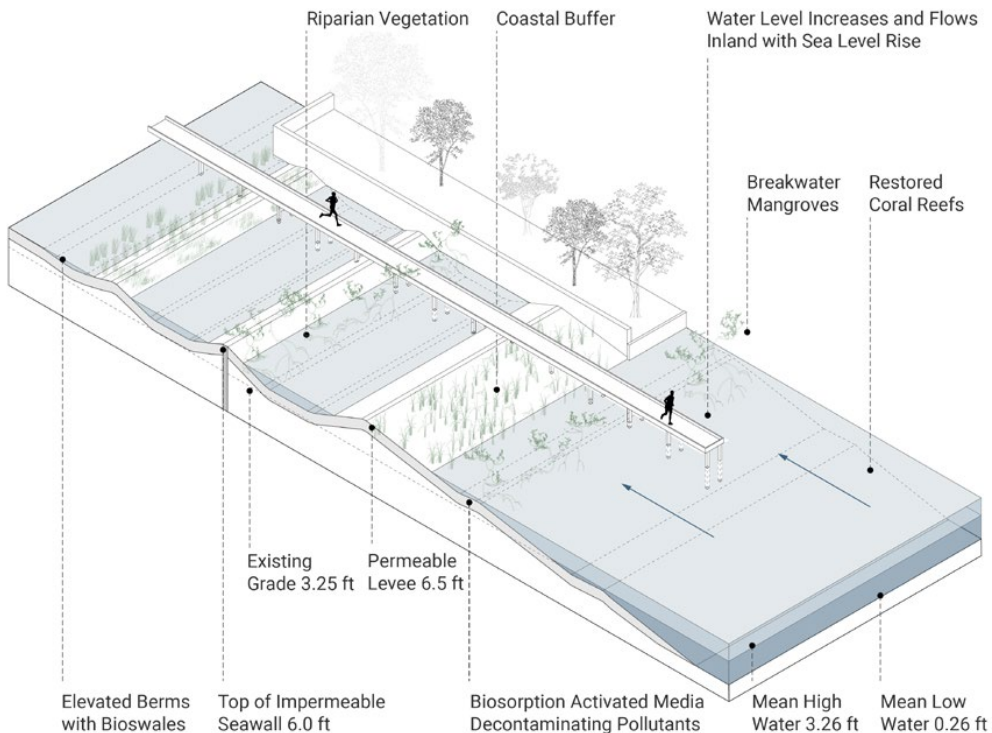 Riparian Vegetation
Coastal Buffer
Water Level Increases and Flows
Inland with Sea Level Rise
Breakwater
Mangroves
Restored
Coral Reefs
Existing
Grade 3.25 ft
Permeable
Levee 6.5 ft
Elevated Berms
with Bioswales
Top of Impermeable
Seawall 6.0 ft
Biosorption Activated Media
Decontaminating Pollutants
Mean High
Water 3.26 ft
Mean Low
Water 0.26 ft